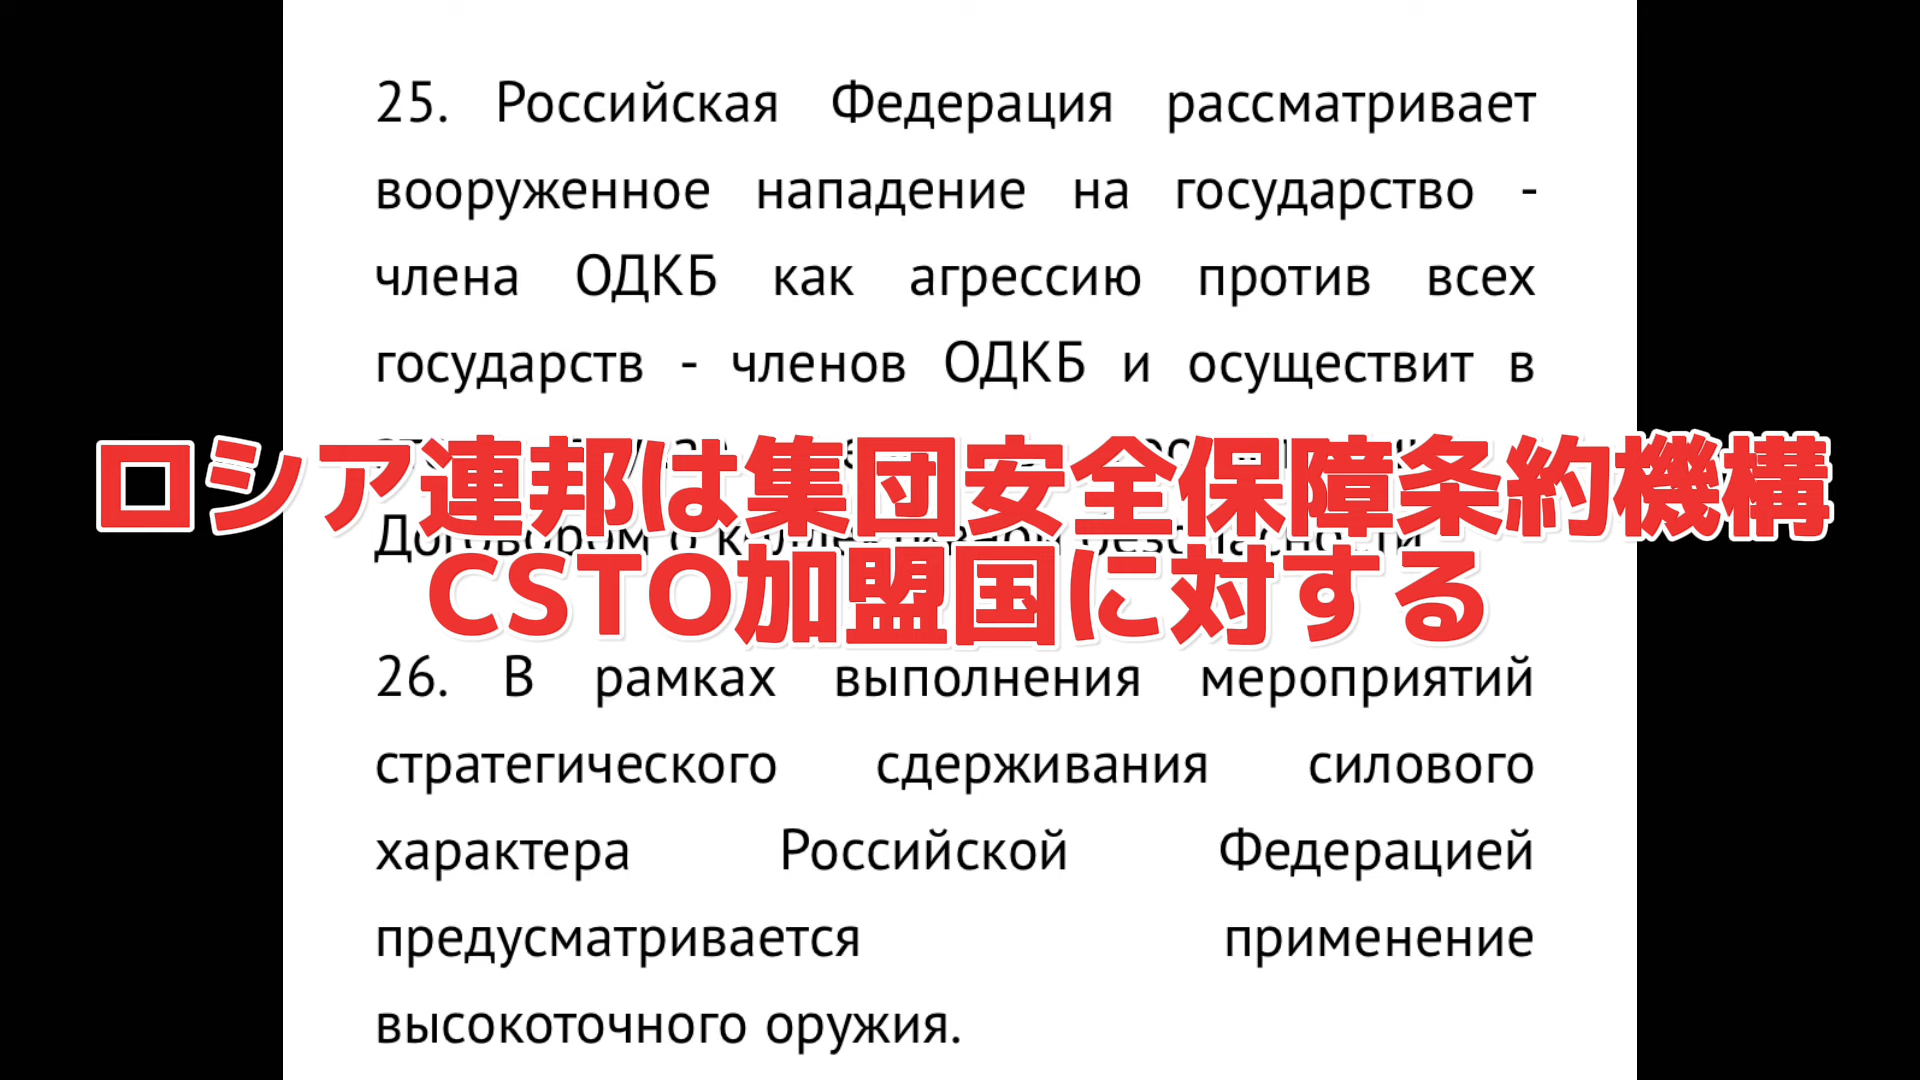 25. Российская Федерация рассматривает
вооруженное нападение на государство -
члена ОДКБ как агрессию против всех
государств - членов ОДКБ и осуществит в
ロシア連邦は集団安全保障条約機構
Договором о коллективной безопасности.
CSTO加盟国に対する
26. В рамках выполнения мероприятий
стратегического сдерживания силового
характера Российской Федерацией
предусматривается применение
высокоточного оружия.